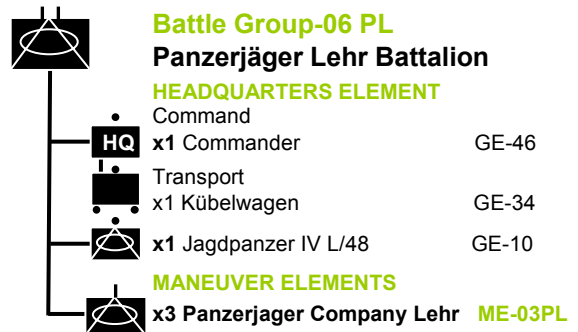 Battle Group-06 PL
Panzerjäger Lehr Battalion
HEADQUARTERS ELEMENT
Command
HQ x1 Commander GE-46
Transport
x1 Kübelwagen GE-34
x1 Jagdpanzer IV L/48 GE-10
MANEUVER ELEMENTS
x3 Panzerjager Company Lehr ME-03PL